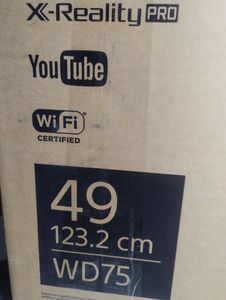 X-Reality PRO
YouTube
WiFi
CERTIFIED
49
123.2 cm
WD75